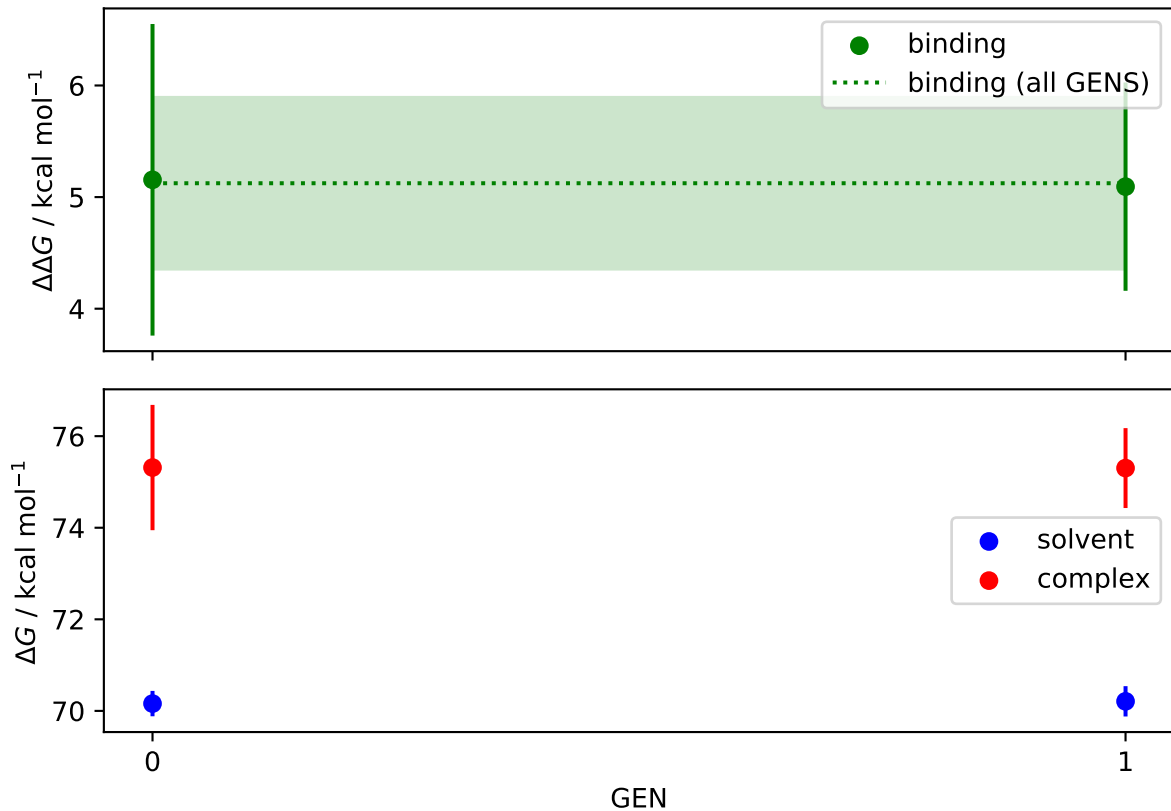 binding
binding (all GENS)
6
5
4
ΔΔG / kcal mol⁻¹
76
74
72
70
ΔG / kcal mol⁻¹
solvent
complex
0
1
GEN